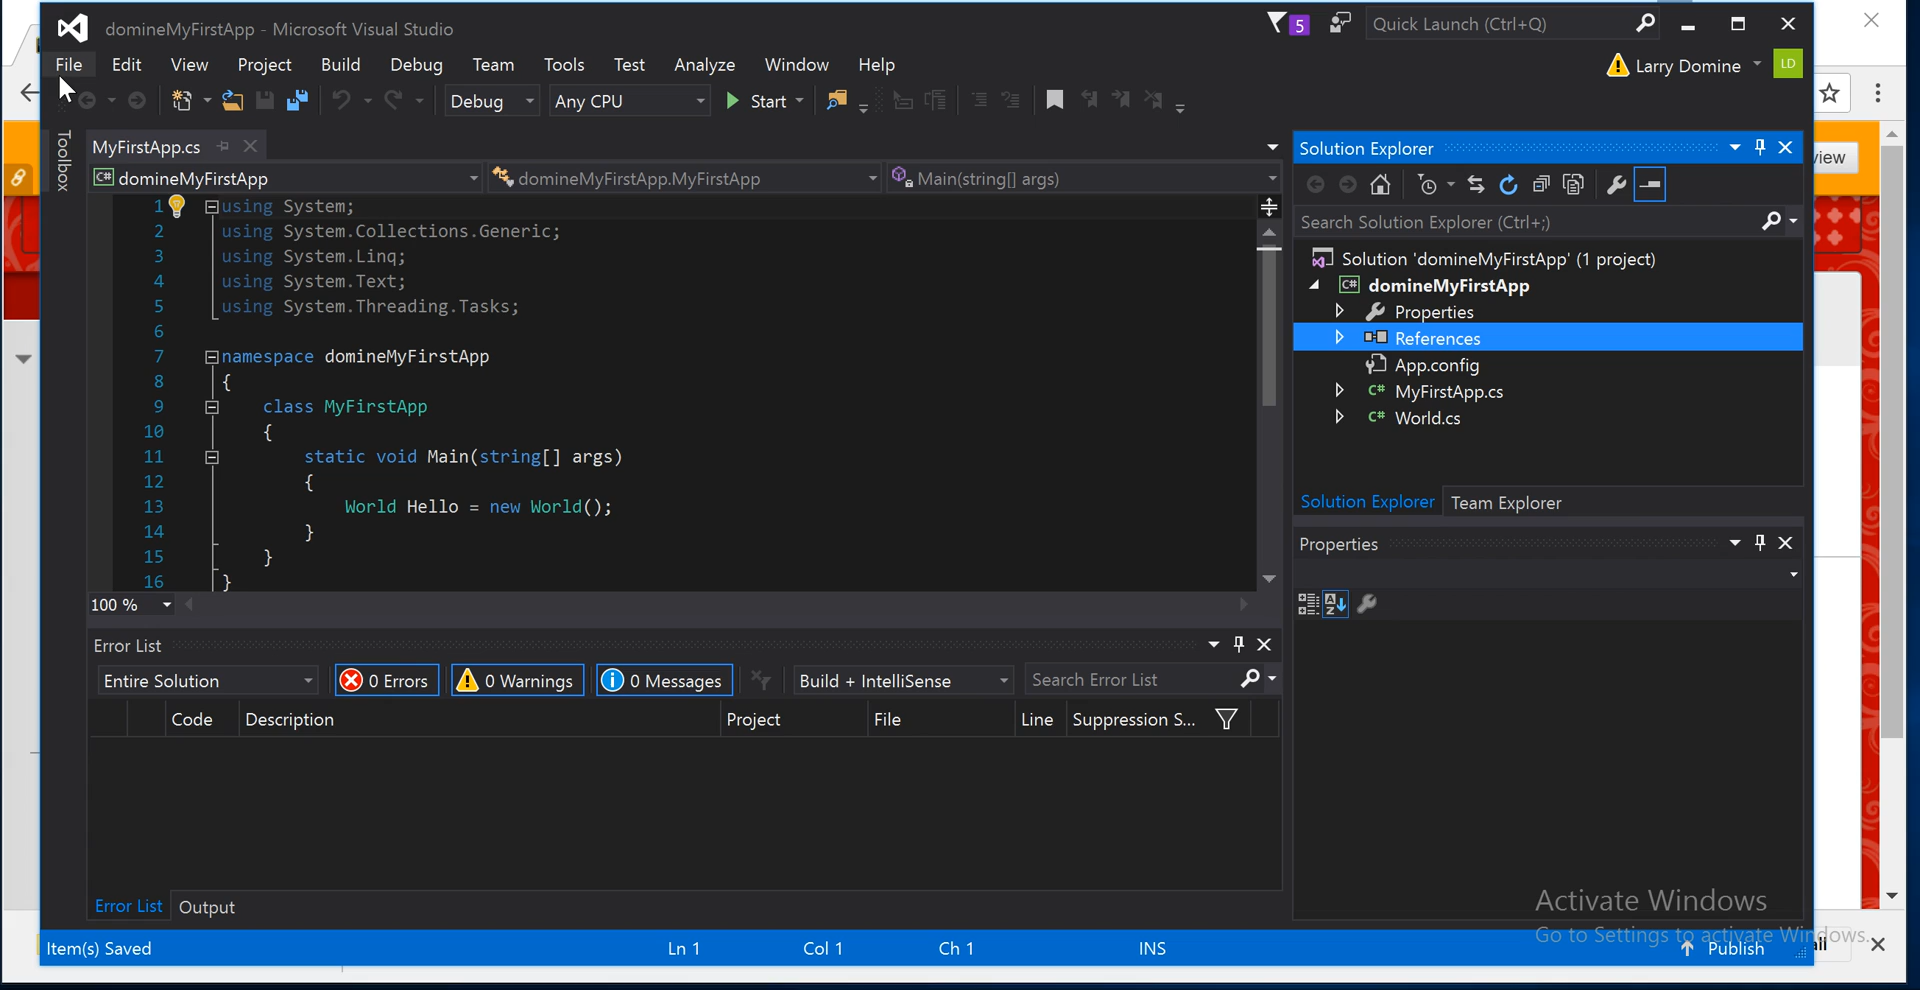 domineMyFirstApp - Microsoft Visual Studio
5
Quick Launch (Ctrl+Q)
File Edit View Project Build Debug Team Tools Test Analyze Window Help
Larry Domine
LD
Debug
Any CPU
Start
Toolbox
MyFirstApp.cs
C# domineMyFirstApp
domineMyFirstApp.MyFirstApp
Main(string[] args)
1 using System;
2 using System.Collections.Generic;
3 using System.Linq;
4 using System.Text;
5 using System.Threading.Tasks;
6
7 namespace domineMyFirstApp
8 {
9 class MyFirstApp
10 {
11 static void Main(string[] args)
12 {
13 World Hello = new World();
14 }
15 }
16 }
100 %
Solution Explorer
Search Solution Explorer (Ctrl+;)
Solution 'domineMyFirstApp' (1 project)
C# domineMyFirstApp
Properties
References
App.config
C# MyFirstApp.cs
C# World.cs
Solution Explorer Team Explorer
Properties
Error List
Entire Solution
0 Errors
0 Warnings
0 Messages
Build + IntelliSense
Search Error List
Code Description Project File Line Suppression S...
Error List Output
Activate Windows
Go to Settings to activate Windows.
Item(s) Saved
Ln 1
Col 1
Ch 1
INS
Publish